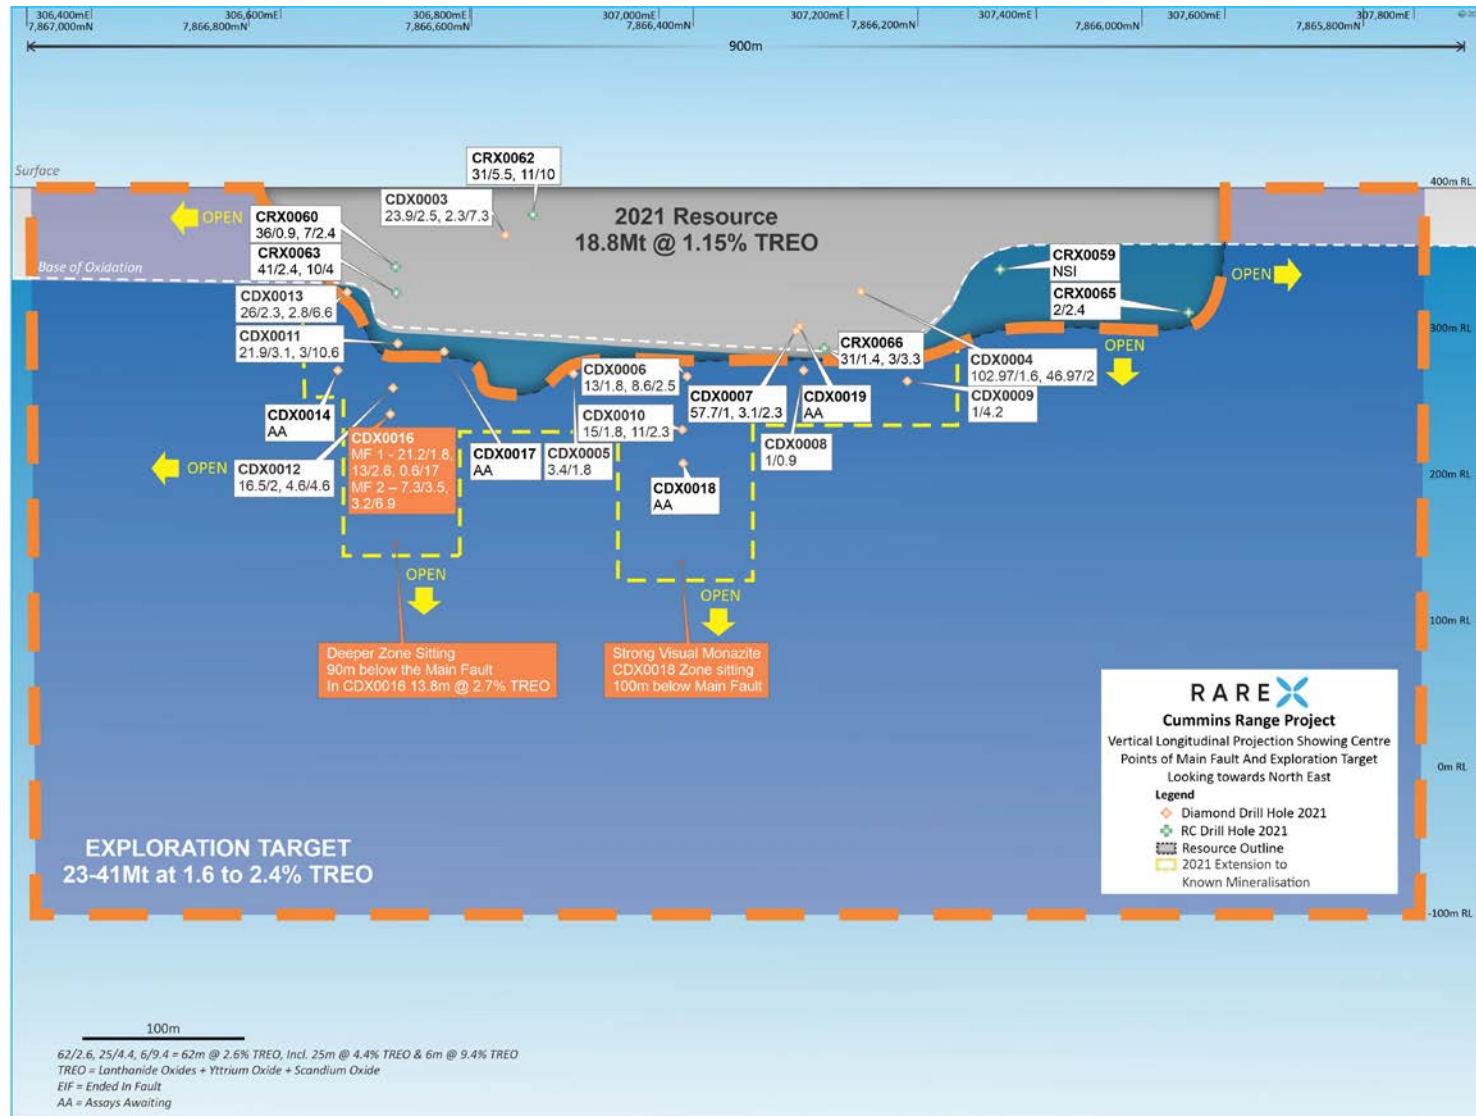 306,400mE 306,600mE 306,800mE 307,000mE 307,200mE 307,400mE 307,600mE 307,800mE
7,867,000mN 7,866,800mN 7,866,600mN 7,866,400mN 7,866,200mN 7,866,000mN 7,865,800mN
900m
Surface
400m RL
CRX0062
31/5.5, 11/10
CDX0003
23.9/2.5, 2.3/7.3
2021 Resource
18.8Mt @ 1.15% TREO
OPEN
CRX0060
36/0.9, 7/2.4
CRX0063
41/2.4, 10/4
Base of Oxidation
CRX0059
NSI
OPEN
CDX0013
26/2.3, 2.8/6.6
CRX0065
2/2.4
300m RL
CDX0011
21.9/3.1, 3/10.6
CRX0066
31/1.4, 3/3.3
OPEN
CDX0004
102.97/1.6, 46.97/2
CDX0006
13/1.8, 8.6/2.5
CDX0007
57.7/1, 3.1/2.3
CDX0019
AA
CDX0009
1/4.2
CDX0014
AA
CDX0010
15/1.8, 11/2.3
CDX0016
MF 1 - 21.2/1.8,
13/2.6, 0.6/17
MF 2 – 7.3/3.5,
3.2/6.9
CDX0017
AA
CDX0005
3.4/1.8
CDX0008
1/0.9
OPEN
CDX0012
16.5/2, 4.6/4.6
CDX0018
AA
200m RL
OPEN
OPEN
100m RL
Deeper Zone Sitting
90m below the Main Fault
In CDX0016 13.8m @ 2.7% TREO
Strong Visual Monazite
CDX0018 Zone sitting
100m below Main Fault
RAREX
Cummins Range Project
Vertical Longitudinal Projection Showing Centre
Points of Main Fault And Exploration Target
Looking towards North East
Legend
Diamond Drill Hole 2021
RC Drill Hole 2021
Resource Outline
2021 Extension to
Known Mineralisation
0m RL
EXPLORATION TARGET
23-41Mt at 1.6 to 2.4% TREO
-100m RL
100m
62/2.6, 25/4.4, 6/9.4 = 62m @ 2.6% TREO, Incl. 25m @ 4.4% TREO & 6m @ 9.4% TREO
TREO = Lanthanide Oxides + Yttrium Oxide + Scandium Oxide
EIF = Ended In Fault
AA = Assays Awaiting